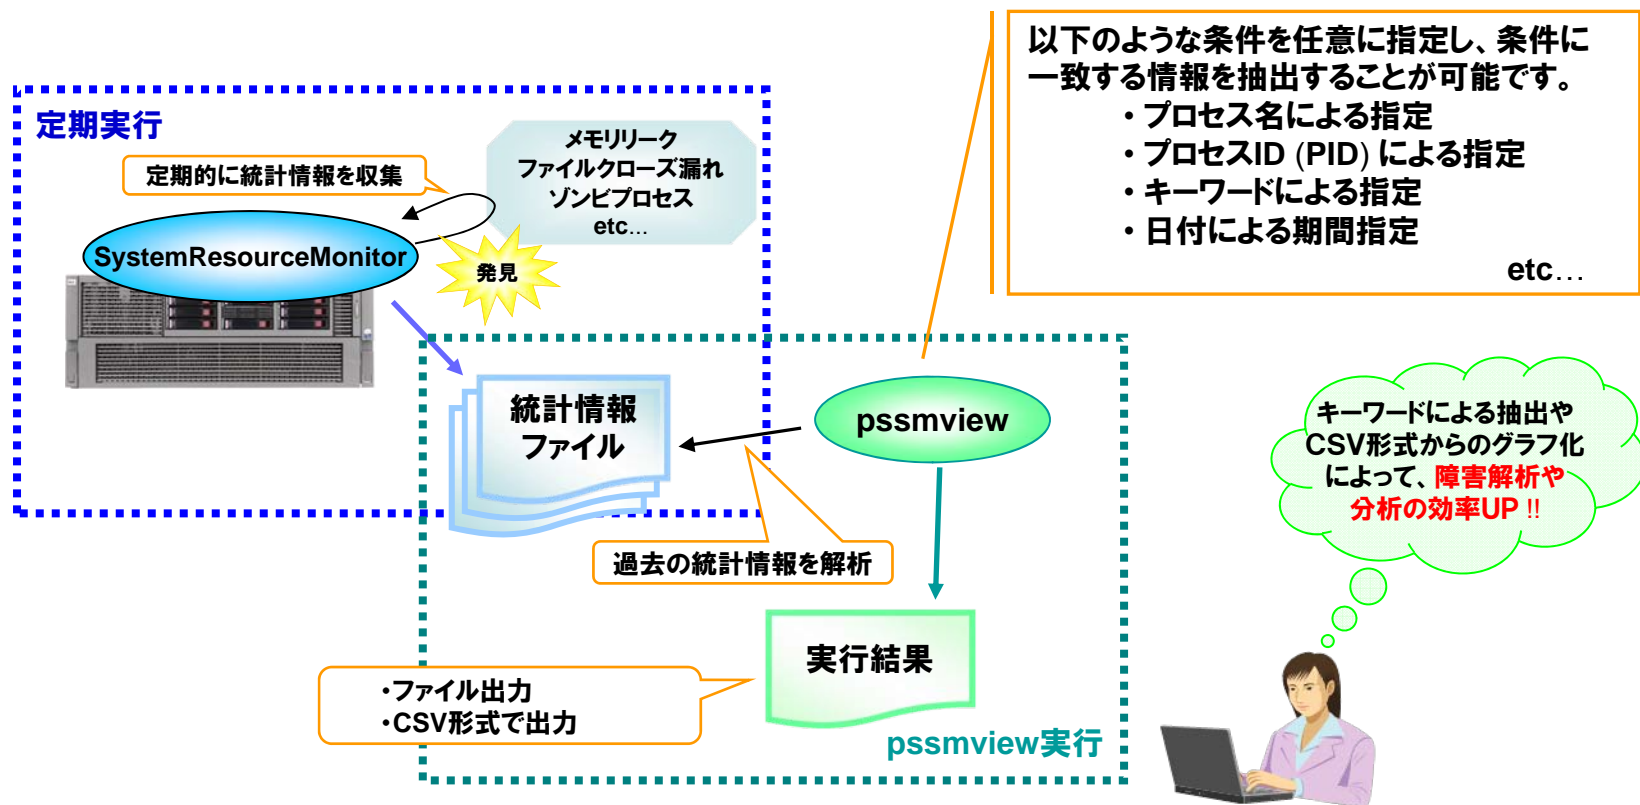 以下のような条件を任意に指定し、条件に
一致する情報を抽出することが可能です。
・プロセス名による指定
・プロセスID (PID) による指定
・キーワードによる指定
・日付による期間指定
etc…
定期実行
メモリリーク
ファイルクローズ漏れ
ゾンビプロセス
etc…
定期的に統計情報を収集
SystemResourceMonitor
発見
統計情報
ファイル
pssmview
過去の統計情報を解析
実行結果
・ファイル出力
・CSV形式で出力
pssmview実行
キーワードによる抽出や
CSV形式からのグラフ化
によって、障害解析や
分析の効率UP !!